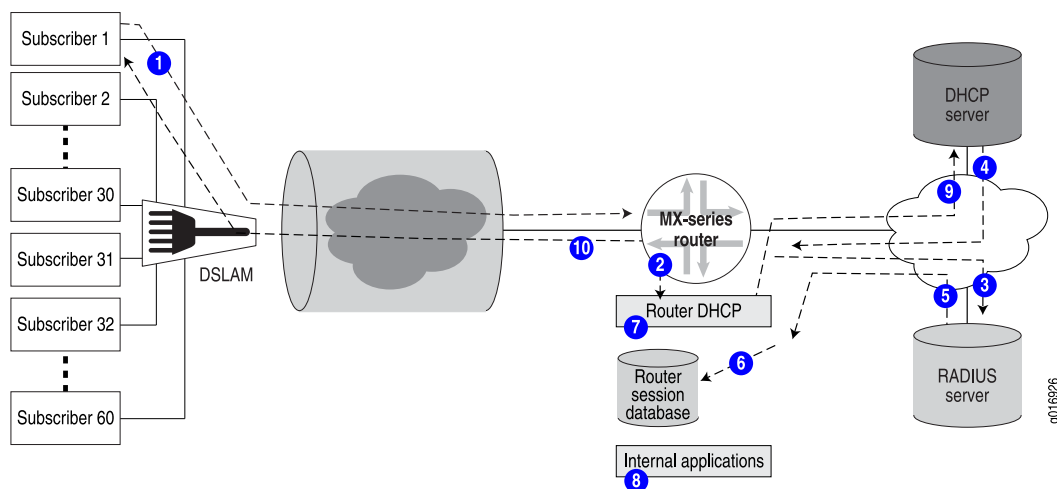 Subscriber 1
1
Subscriber 2
Subscriber 30
Subscriber 31
Subscriber 32
Subscriber 60
DSLAM
10
MX-series
router
2
Router DHCP
7
6
Router
session
database
Internal applications
8
DHCP
server
9
4
5
3
RADIUS
server
g016926